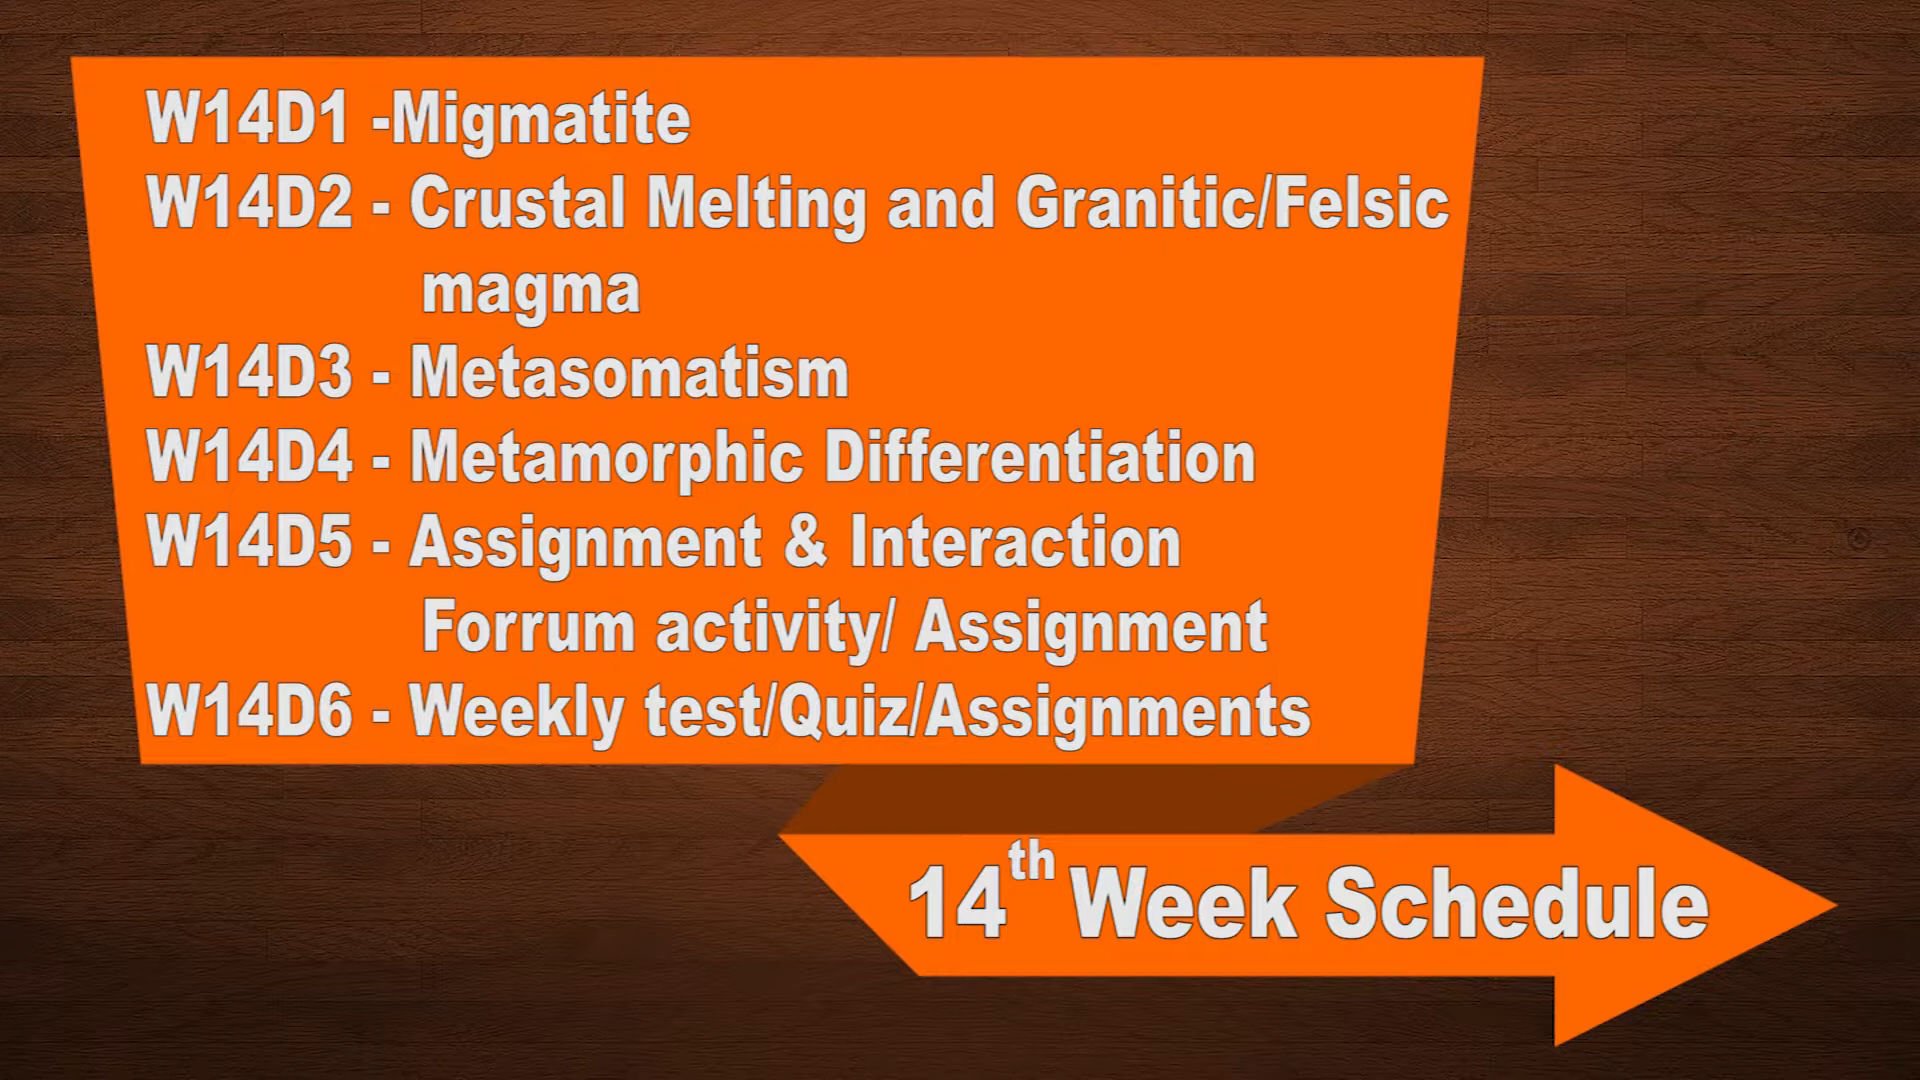 W14D1 -Migmatite
W14D2 - Crustal Melting and Granitic/Felsic
magma
W14D3 - Metasomatism
W14D4 - Metamorphic Differentiation
W14D5 - Assignment & Interaction
Forrum activity/ Assignment
W14D6 - Weekly test/Quiz/Assignments
14th Week Schedule